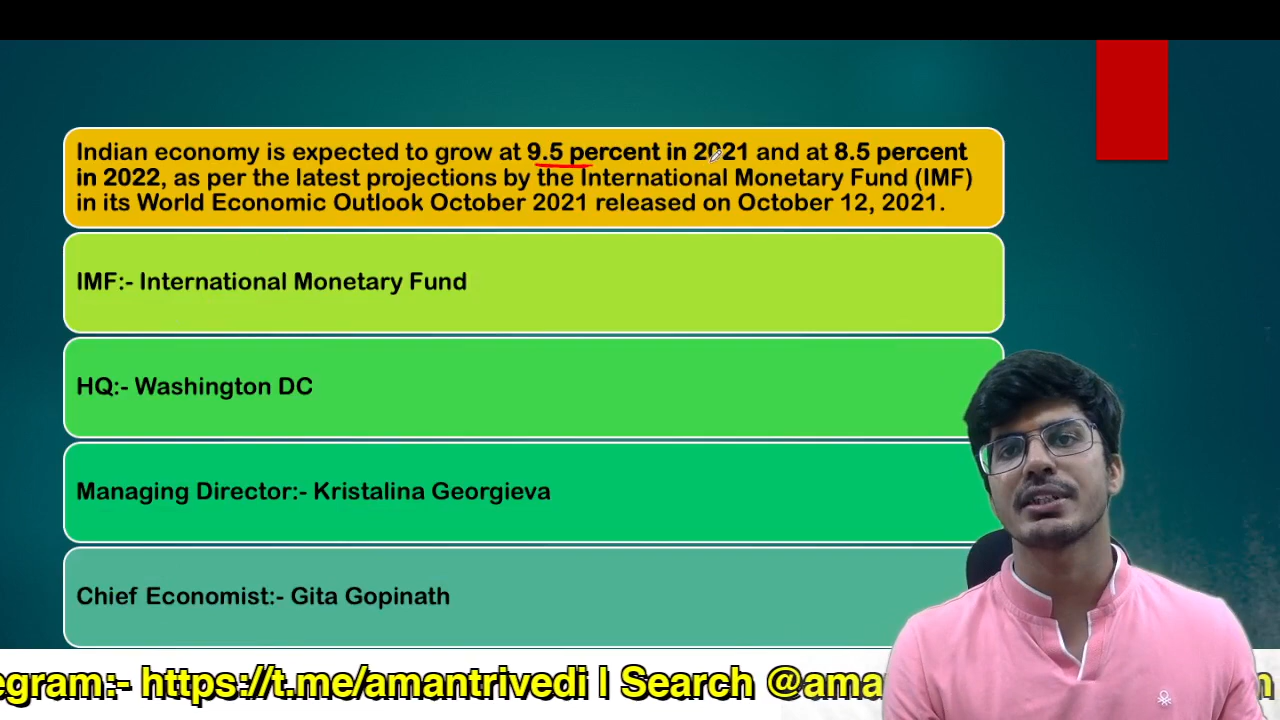 Indian economy is expected to grow at 9.5 percent in 2021 and at 8.5 percent
in 2022, as per the latest projections by the International Monetary Fund (IMF)
in its World Economic Outlook October 2021 released on October 12, 2021.
IMF:- International Monetary Fund
HQ:- Washington DC
Managing Director:- Kristalina Georgieva
Chief Economist:- Gita Gopinath
egram:- https://t.me/amantrivedi | Search @ama